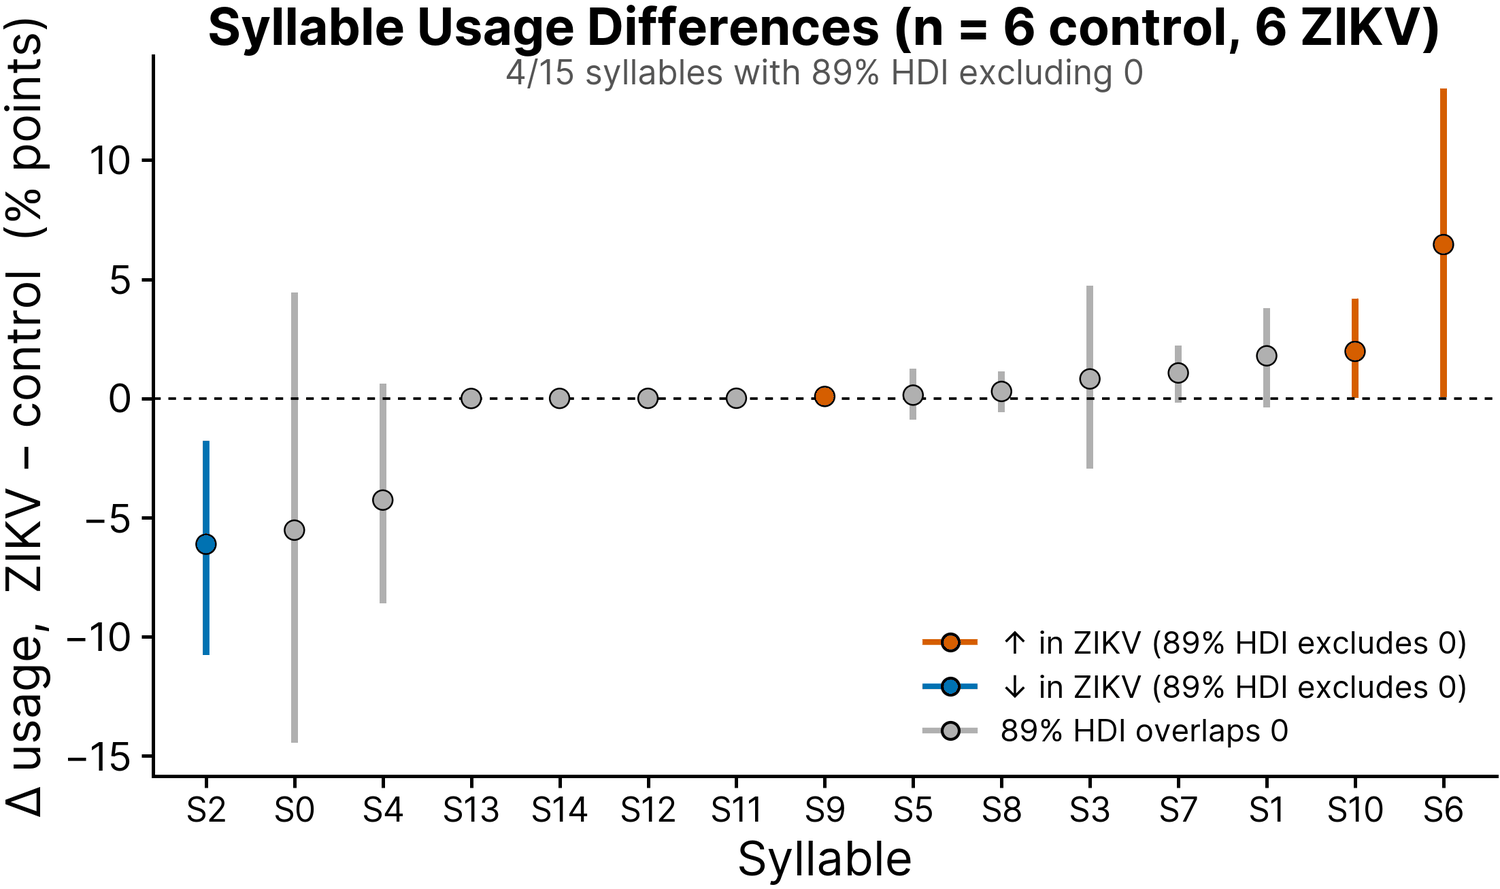 Syllable Usage Differences (n = 6 control, 6 ZIKV)
4/15 syllables with 89% HDI excluding 0
Δ usage, ZIKV − control (% points)
10
5
0
−5
−10
−15
↑ in ZIKV (89% HDI excludes 0)
↓ in ZIKV (89% HDI excludes 0)
89% HDI overlaps 0
S2 S0 S4 S13 S14 S12 S11 S9 S5 S8 S3 S7 S1 S10 S6
Syllable